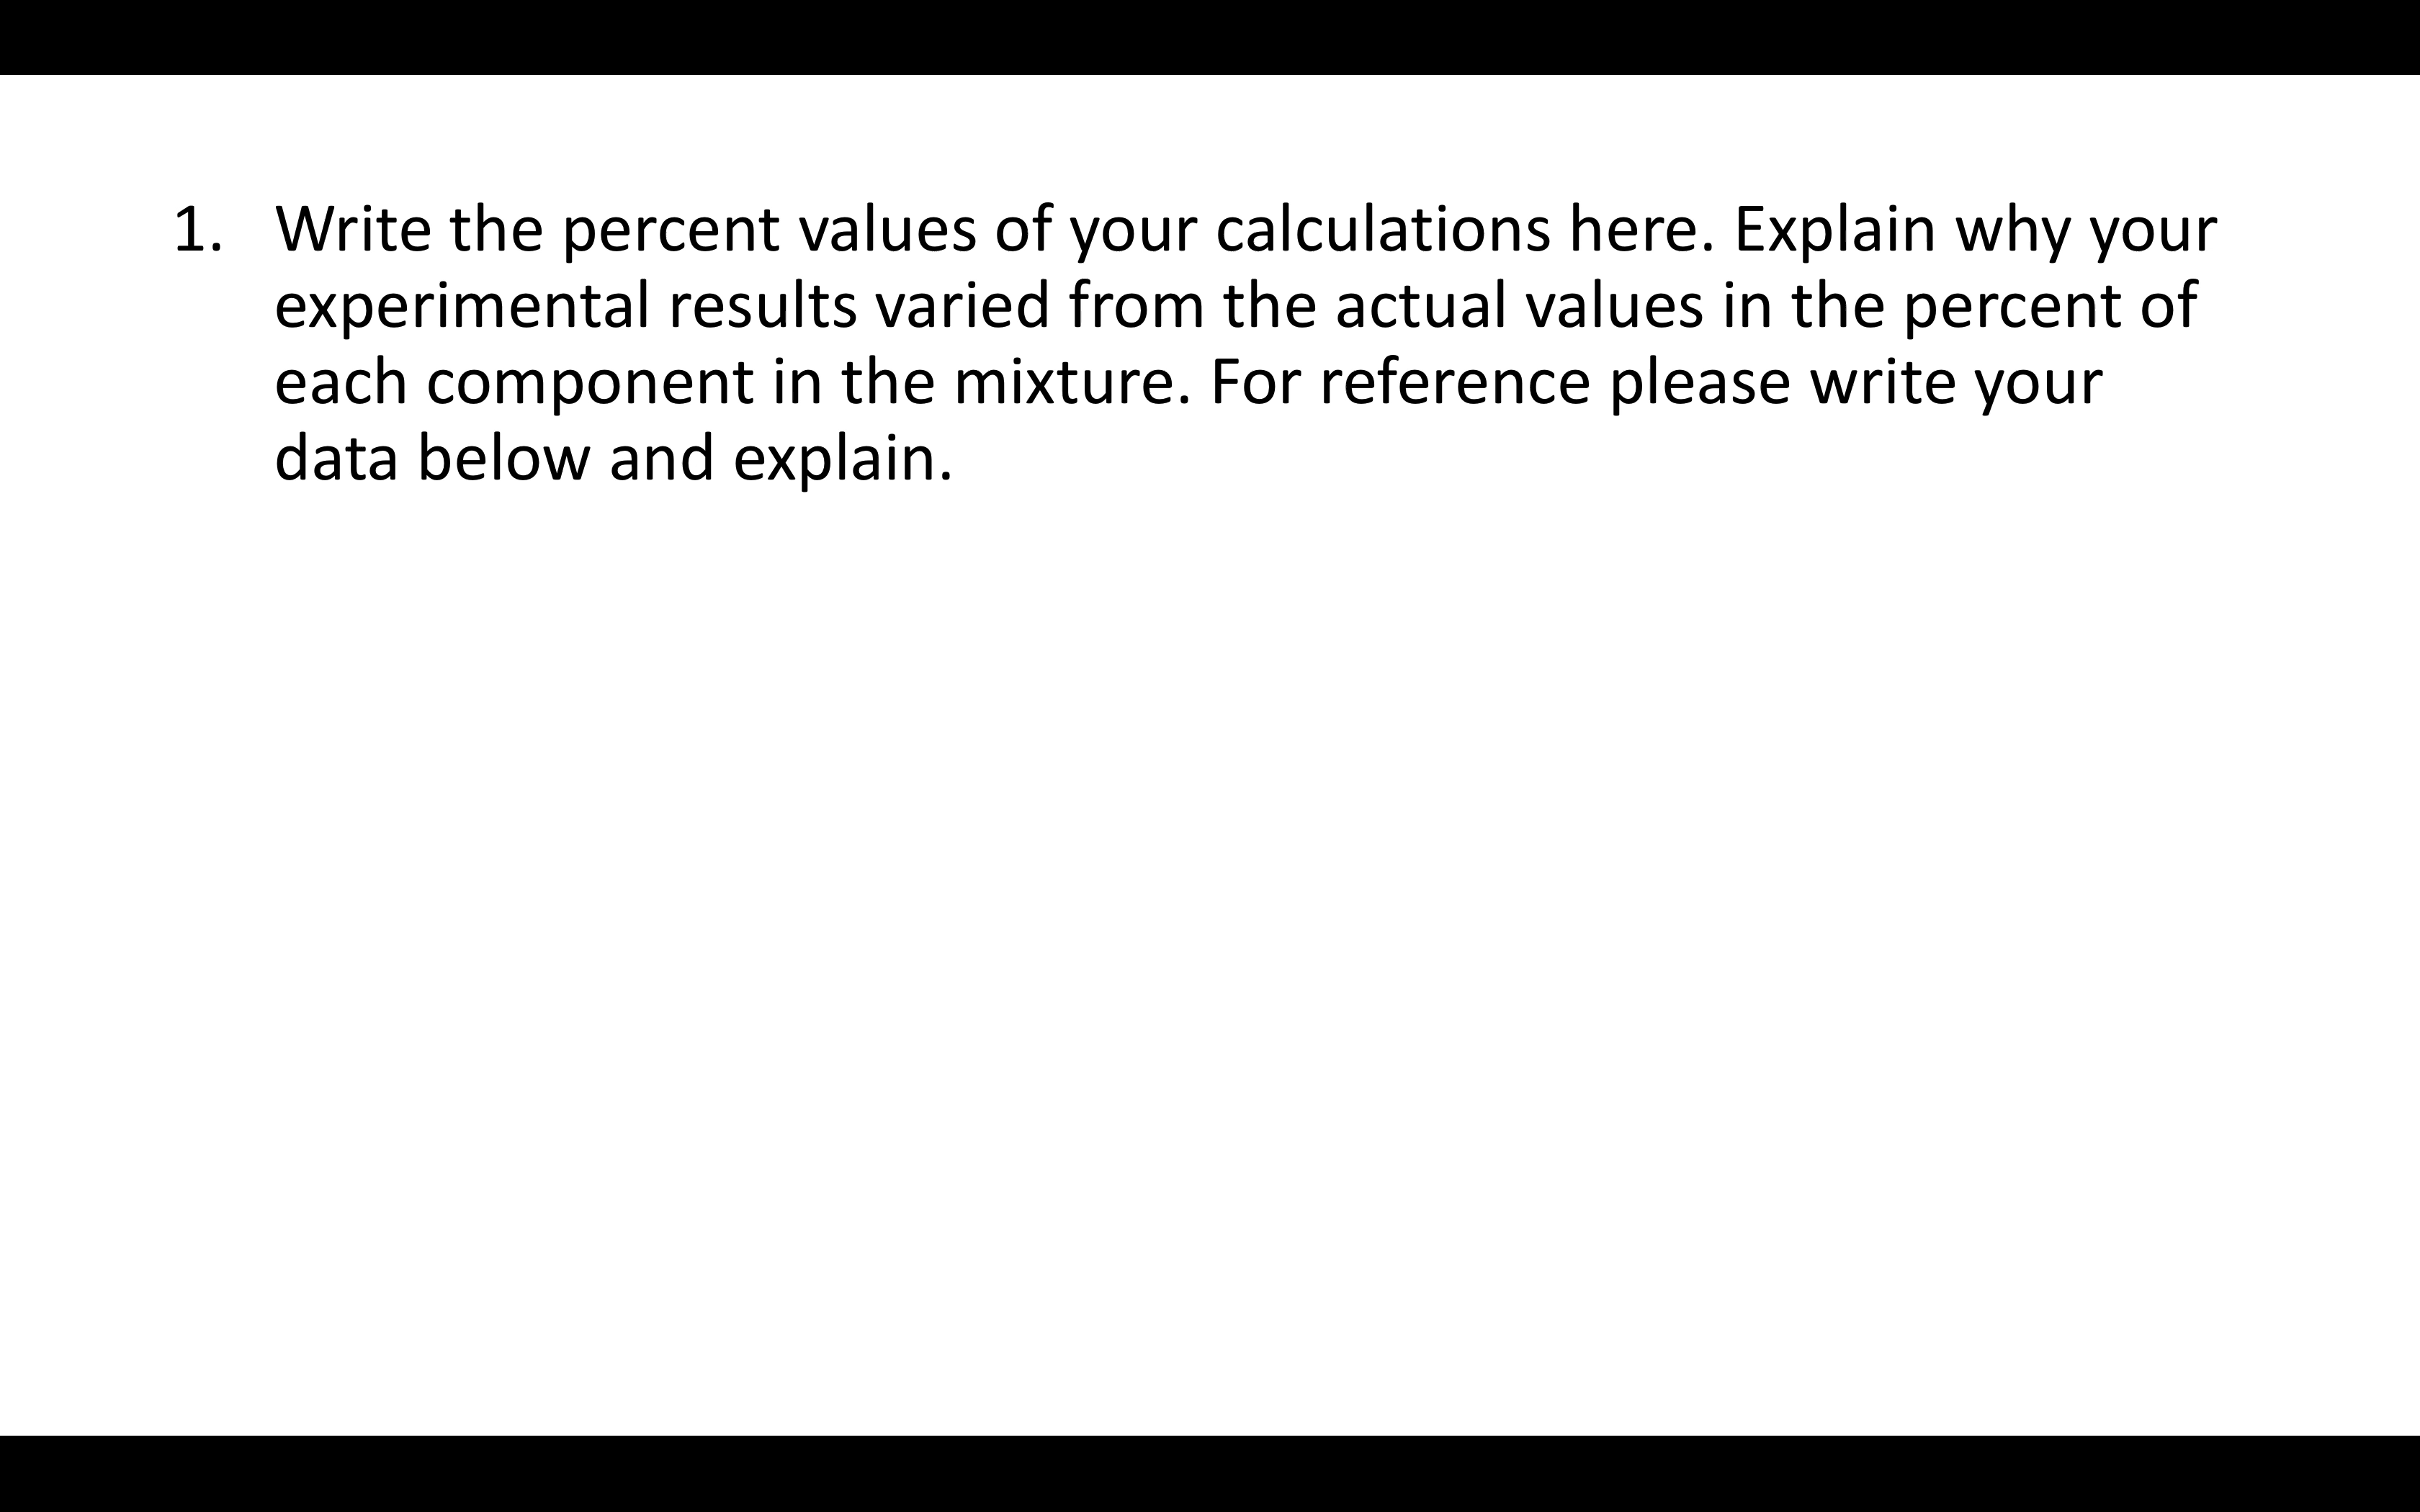 1. Write the percent values of your calculations here. Explain why your
experimental results varied from the actual values in the percent of
each component in the mixture. For reference please write your
data below and explain.